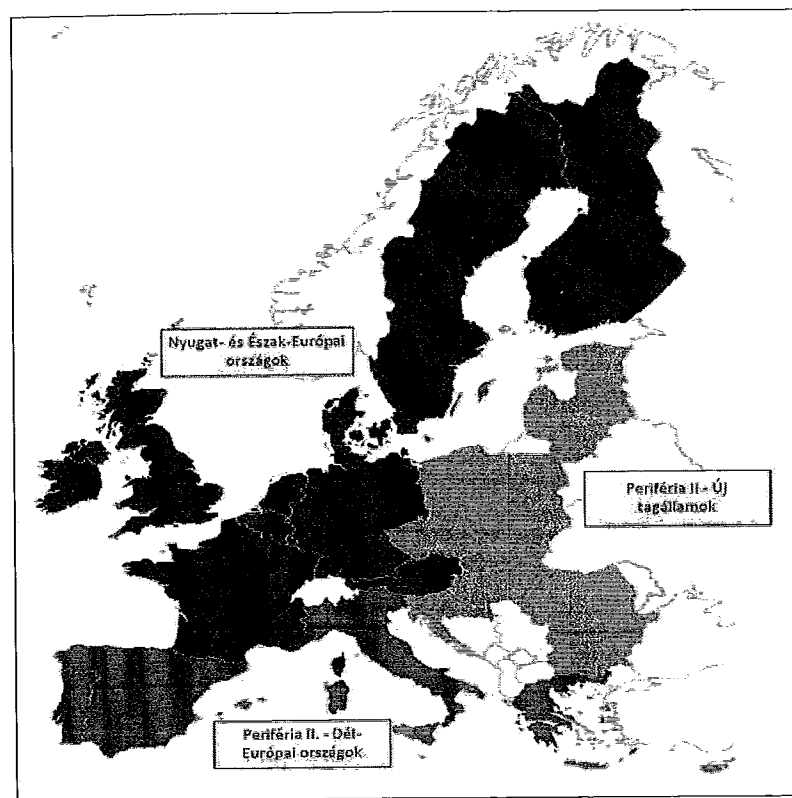 Nyugat- és Észak-Európai
országok
Periféria II.- Új
tagállamok
Periféria II. - Dél-
Európai országok